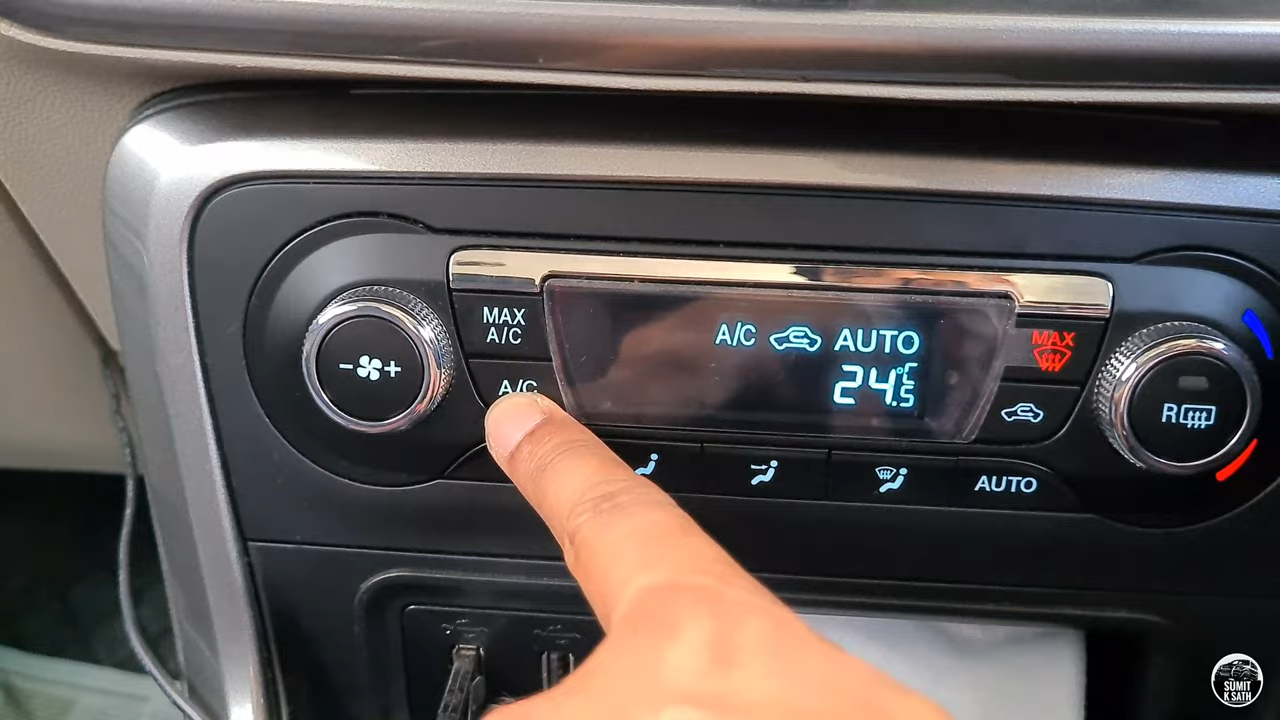 MAX
A/C
A/C
A/C AUTO
24.5 °C
MAX
- +
R
AUTO
SUMIT
K SATH